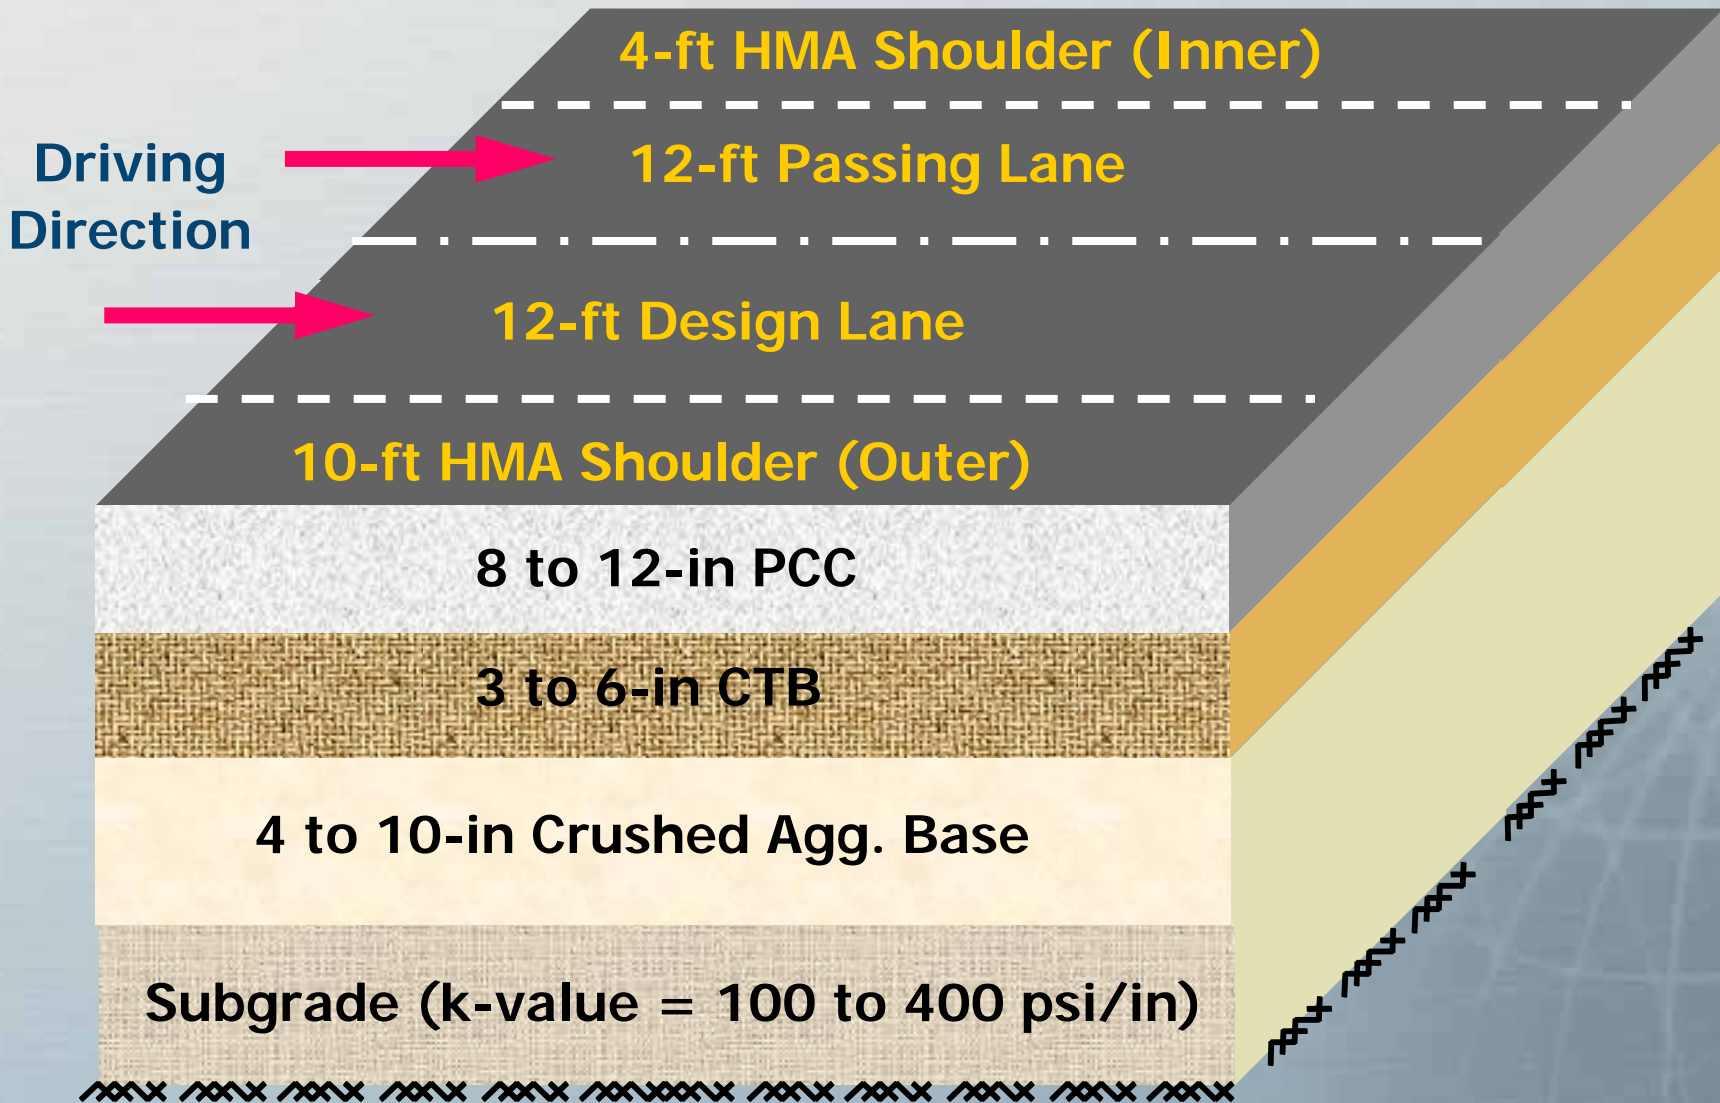 4-ft HMA Shoulder (Inner)
Driving
Direction
12-ft Passing Lane
12-ft Design Lane
10-ft HMA Shoulder (Outer)
8 to 12-in PCC
3 to 6-in CTB
4 to 10-in Crushed Agg. Base
Subgrade (k-value = 100 to 400 psi/in)